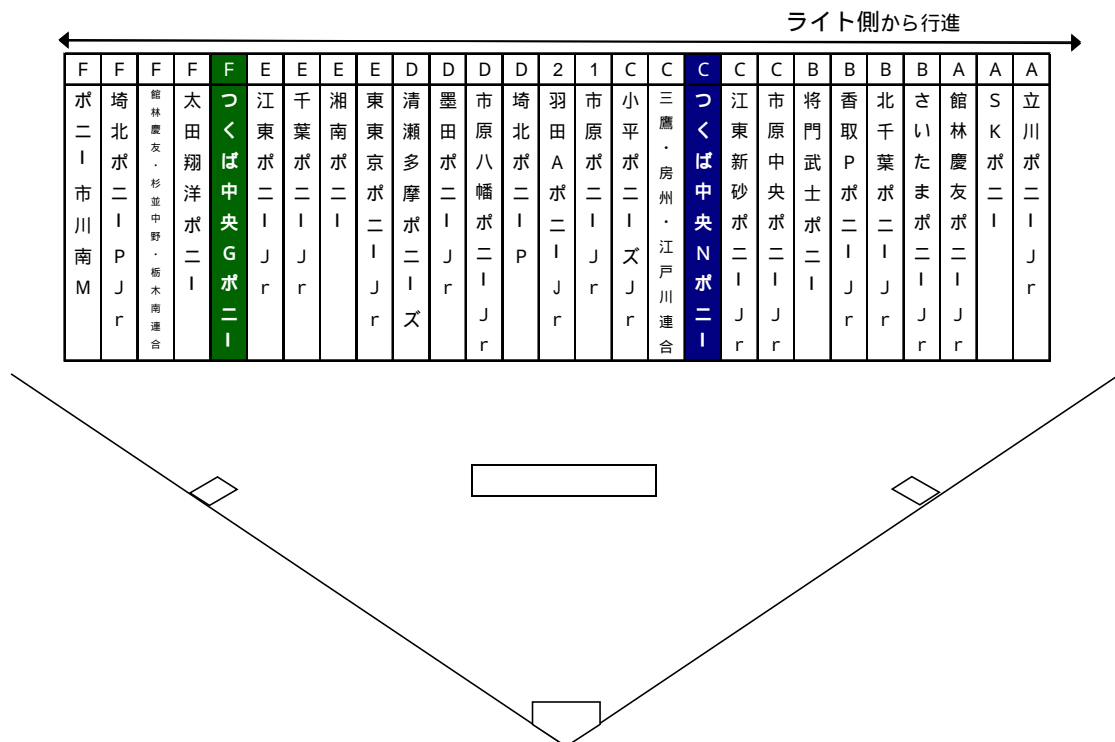 ライト側から行進
F F F F F E E E E D D D D 2 1 C C C C C B B B B A A A
ポニー市川南M
埼北ポニーPJr
館林慶友・杉並中野・栃木南連合
太田翔洋ポニー
つくば中央Gポニー
江東ポニーJr
千葉ポニーJr
湘南ポニー
東東京ポニーJr
清瀬多摩ポニーズ
墨田ポニーJr
市原八幡ポニーJr
埼北ポニーP
羽田AポニーJr
市原ポニーJr
小平ポニーズJr
三鷹・房州・江戸川連合
つくば中央Nポニー
江東新砂ポニーJr
市原中央ポニーJr
将門武士ポニー
香取PポニーJr
北千葉ポニーJr
さいたまポニーJr
館林慶友ポニーJr
SKポニー
立川ポニーJr